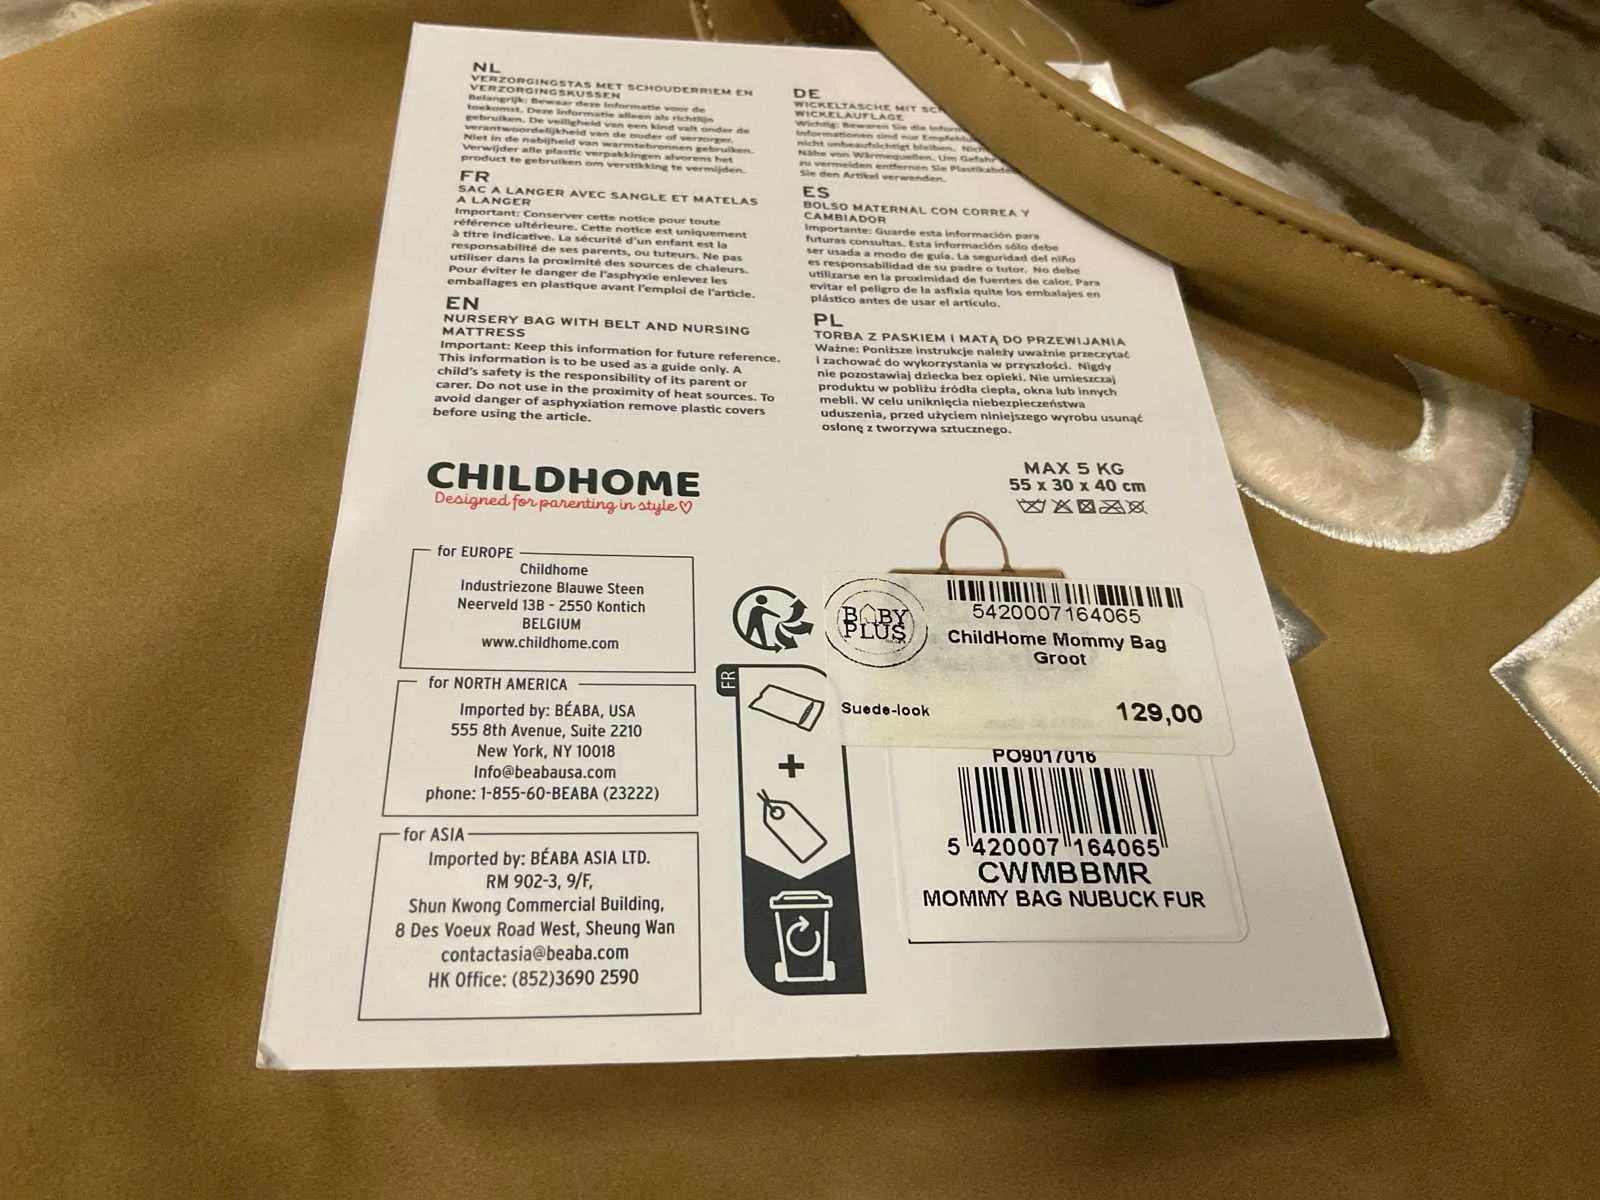 NL
VERZORGINGSTAS MET SCHOUDERRIEM EN
VERZORGINGSKUSSEN
Belangrijk: Bewaar deze informatie voor de
toekomst. Deze informatie alleen als richtlijn
gebruiken. De veiligheid van een kind valt onder de
verantwoordelijkheid van de ouder of verzorger.
Niet in de nabijheid van warmtebronnen gebruiken.
Verwijder alle plastic verpakkingen alvorens het
product te gebruiken om verstikking te vermijden.
FR
SAC A LANGER AVEC SANGLE ET MATELAS
A LANGER
Important: Conserver cette notice pour toute
référence ultérieure. Cette notice est uniquement
à titre indicative. La sécurité d'un enfant est la
responsabilité de ses parents, ou tuteurs. Ne pas
utiliser dans la proximité des sources de chaleurs.
Pour éviter le danger de l'asphyxie enlevez les
emballages en plastique avant l'emploi de l'article.
EN
NURSERY BAG WITH BELT AND NURSING
MATTRESS
Important: Keep this information for future reference.
This information is to be used as a guide only. A
child's safety is the responsibility of its parent or
carer. Do not use in the proximity of heat sources. To
avoid danger of asphyxiation remove plastic covers
before using the article.
DE
WICKELTASCHE MIT
WICKELAUFLAGE
Wichtig: Bewaren Sie die
Informationen sind nur
nicht unbeaufsichtigt bleiben.
Nähe von Wärmequellen. Um Gefahr
zu vermeiden entfernen Sie
Sie den Artikel verwenden.
ES
BOLSO MATERNAL CON CORREA Y
CAMBIADOR
Importante: Guarde esta información para
futuras consultas. Esta información sólo debe
ser usada a modo de guía. La seguridad del niño
es responsabilidad de su padre o tutor. No debe
utilizarse en la proximidad de fuentes de calor. Para
evitar el peligro de la asfixia quite los embalajes en
plástico antes de usar el artículo.
PL
TORBA Z PASKIEM I MATĄ DO PRZEWIJANIA
Ważne: Poniższe instrukcje należy uważnie przeczytać
i zachować do wykorzystania w przyszłości. Nigdy
nie pozostawiaj dziecka bez opieki. Nie umieszczaj
produktu w pobliżu źródła ciepła, okna lub innych
mebli. W celu uniknięcia niebezpieczeństwa
uduszenia, przed użyciem niniejszego wyrobu usunąć
osłonę z tworzywa sztucznego.
CHILDHOME
Designed for parenting in style
MAX 5 KG
55 x 30 x 40 cm
for EUROPE
Childhome
Industriezone Blauwe Steen
Neerveld 13B - 2550 Kontich
BELGIUM
www.childhome.com
for NORTH AMERICA
Imported by: BÉABA, USA
555 8th Avenue, Suite 2210
New York, NY 10018
Info@beabausa.com
phone: 1-855-60-BEABA (23222)
for ASIA
Imported by: BÉABA ASIA LTD.
RM 902-3, 9/F,
Shun Kwong Commercial Building,
8 Des Voeux Road West, Sheung Wan
contactasia@beaba.com
HK Office: (852)3690 2590
FR
+
BABY
PLUS
5420007164065
ChildHome Mommy Bag
Groot
Suede-look
129,00
PO9017016
5 420007 164065
CWMBBMR
MOMMY BAG NUBUCK FUR